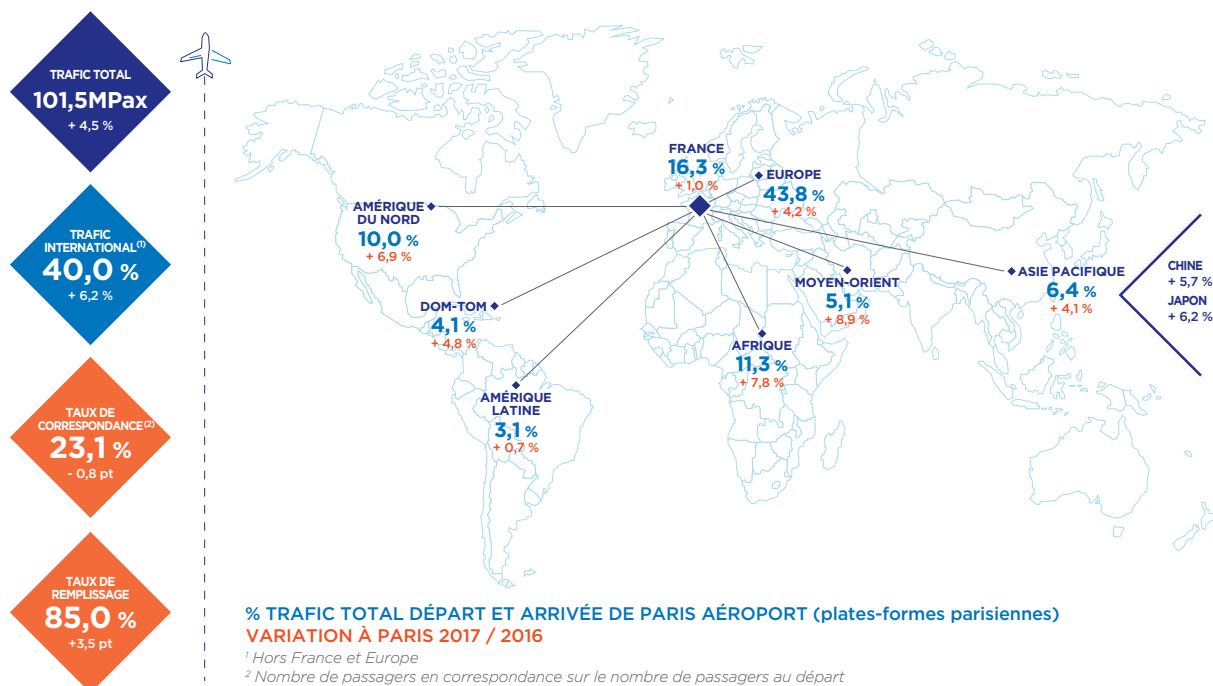 TRAFIC TOTAL
101,5MPax
+ 4,5 %
TRAFIC
INTERNATIONAL(1)
40,0 %
+ 6,2 %
TAUX DE
CORRESPONDANCE(2)
23,1 %
- 0,8 pt
TAUX DE
REMPLISSAGE
85,0 %
+3,5 pt
FRANCE
16,3 %
+ 1,0 %
EUROPE
43,8 %
+ 4,2 %
AMÉRIQUE
DU NORD
10,0 %
+ 6,9 %
DOM-TOM
4,1 %
+ 4,8 %
AMÉRIQUE
LATINE
3,1 %
+ 0,7 %
AFRIQUE
11,3 %
+ 7,8 %
MOYEN-ORIENT
5,1 %
+ 8,9 %
ASIE PACIFIQUE
6,4 %
+ 4,1 %
CHINE
+ 5,7 %
JAPON
+ 6,2 %
% TRAFIC TOTAL DÉPART ET ARRIVÉE DE PARIS AÉROPORT (plates-formes parisiennes)
VARIATION À PARIS 2017 / 2016
1 Hors France et Europe
2 Nombre de passagers en correspondance sur le nombre de passagers au départ